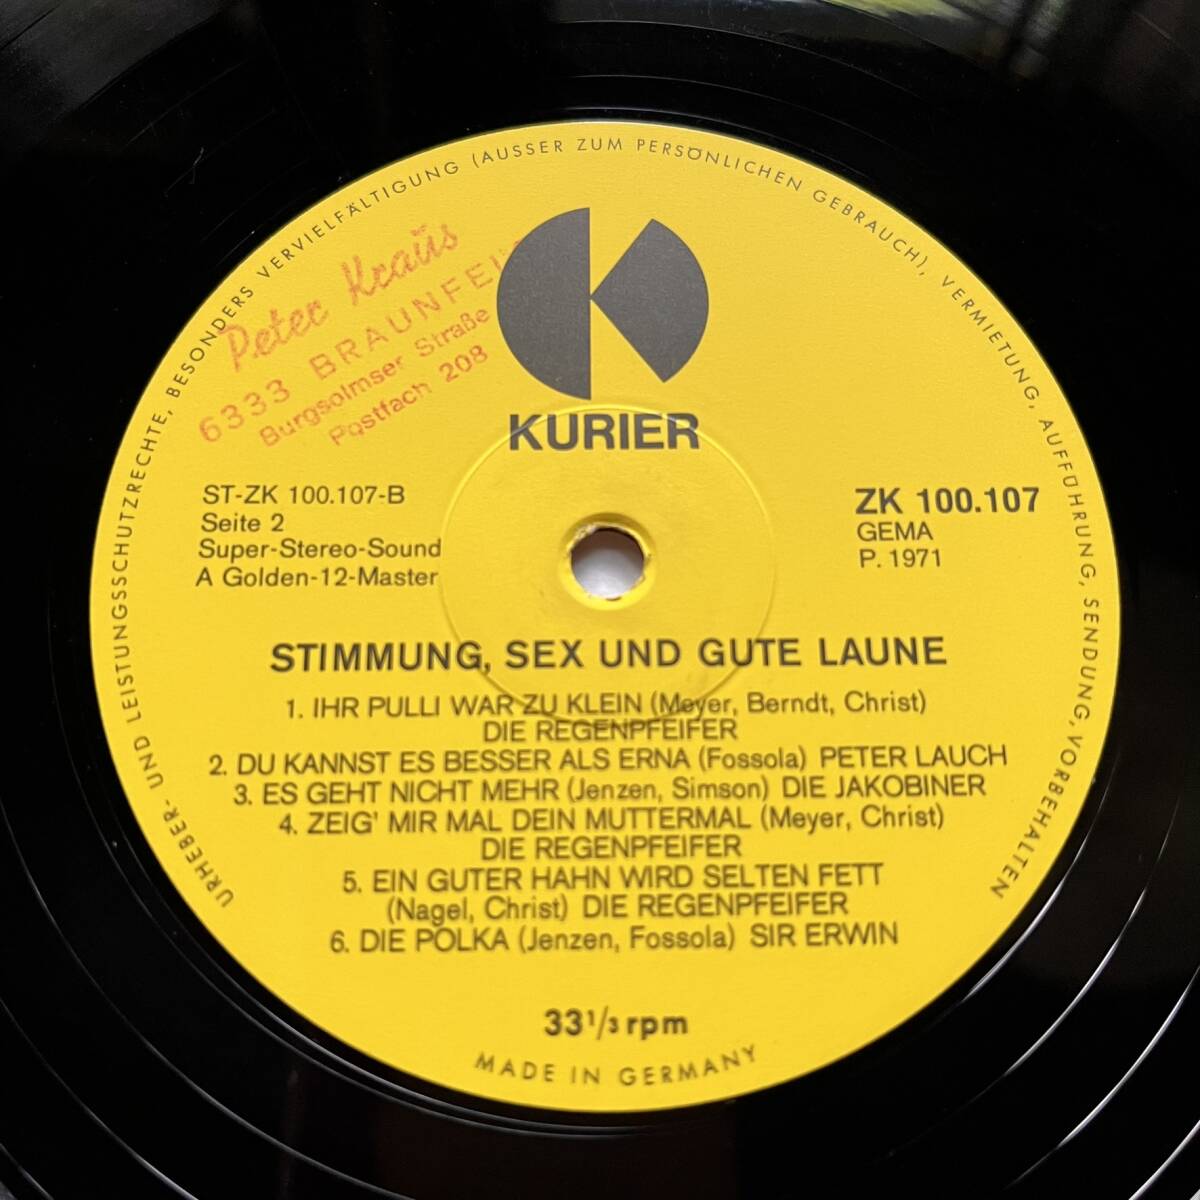 URHEBER- UND LEISTUNGSSCHUTZRECHTE, BESONDERS VERVIELFÄLTIGUNG (AUSSER ZUM PERSÖNLICHEN GEBRAUCH), VERMIETUNG, AUFFÜHRUNG, SENDUNG, VORBEHALTEN
Peter Kraus
6333 BRAUNFELS
Burgsolmser Straße
Postfach 208
KURIER
ST-ZK 100.107-B
Seite 2
Super-Stereo-Sound
A Golden-12-Master
ZK 100.107
GEMA
P. 1971
STIMMUNG, SEX UND GUTE LAUNE
1. IHR PULLI WAR ZU KLEIN (Meyer, Berndt, Christ)
DIE REGENPFEIFER
2. DU KANNST ES BESSER ALS ERNA (Fossola) PETER LAUCH
3. ES GEHT NICHT MEHR (Jenzen, Simson) DIE JAKOBINER
4. ZEIG' MIR MAL DEIN MUTTERMAL (Meyer, Christ)
DIE REGENPFEIFER
5. EIN GUTER HAHN WIRD SELTEN FETT
(Nagel, Christ) DIE REGENPFEIFER
6. DIE POLKA (Jenzen, Fossola) SIR ERWIN
33 1/3 rpm
MADE IN GERMANY